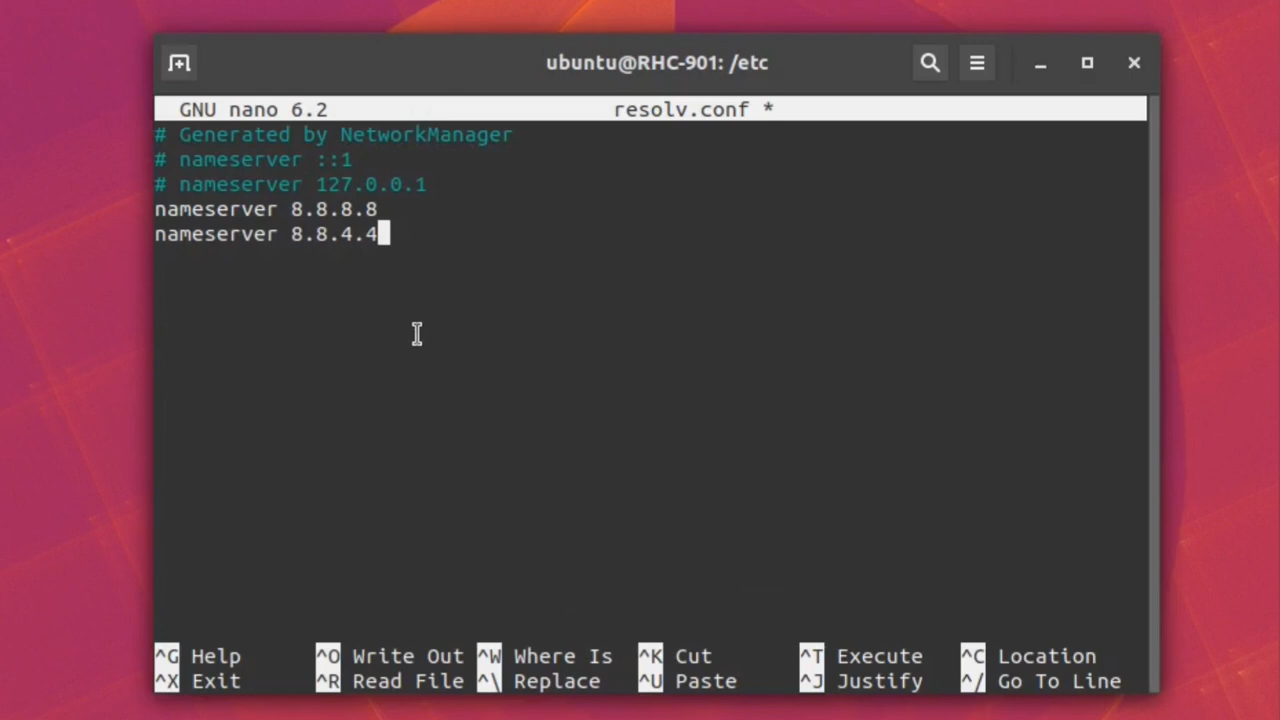 ubuntu@RHC-901: /etc
GNU nano 6.2 resolv.conf *
# Generated by NetworkManager
# nameserver ::1
# nameserver 127.0.0.1
nameserver 8.8.8.8
nameserver 8.8.4.4
^G Help ^O Write Out ^W Where Is ^K Cut ^T Execute ^C Location
^X Exit ^R Read File ^\ Replace ^U Paste ^J Justify ^/ Go To Line